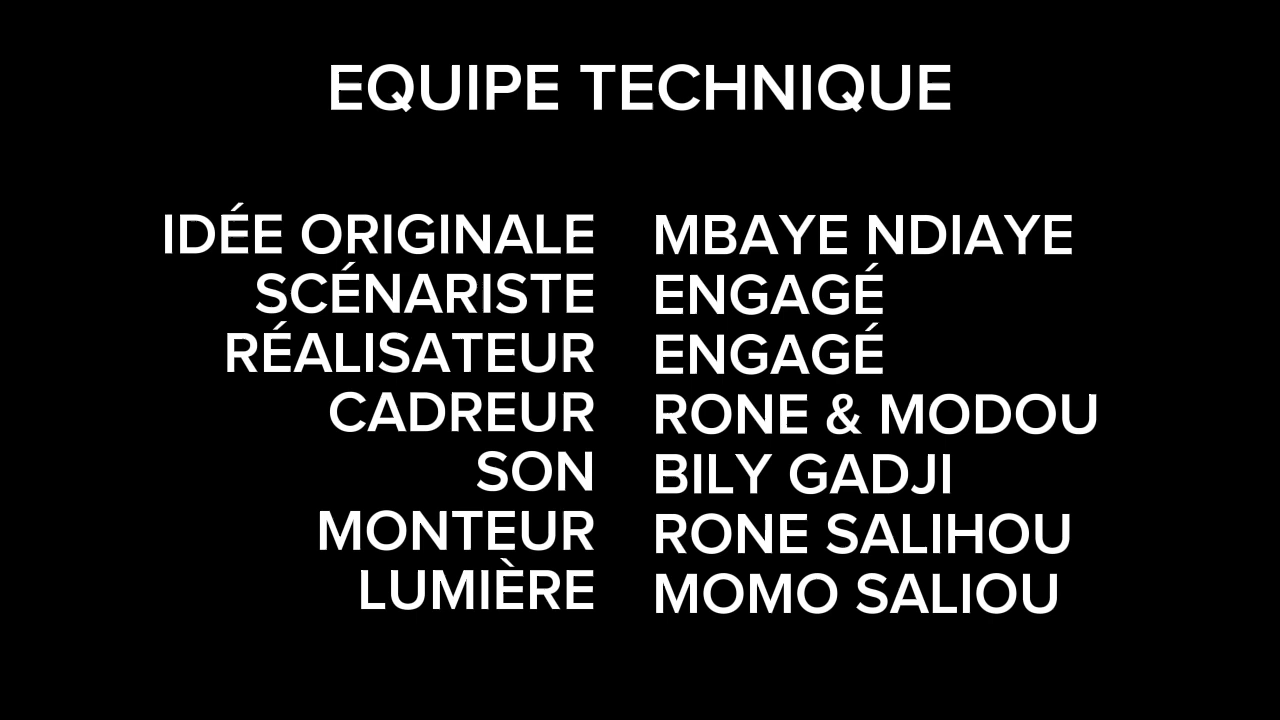 EQUIPE TECHNIQUE
IDÉE ORIGINALE MBAYE NDIAYE
SCÉNARISTE ENGAGÉ
RÉALISATEUR ENGAGÉ
CADREUR RONE & MODOU
SON BILY GADJI
MONTEUR RONE SALIHOU
LUMIÈRE MOMO SALIOU